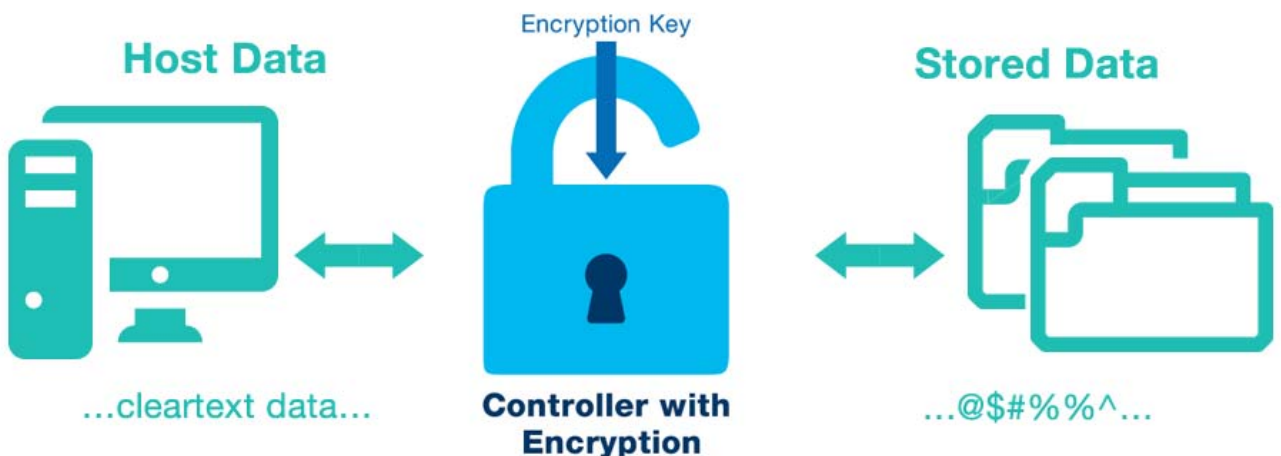 Encryption Key
Host Data
Stored Data
...cleartext data...
Controller with
Encryption
...@$#%%^...